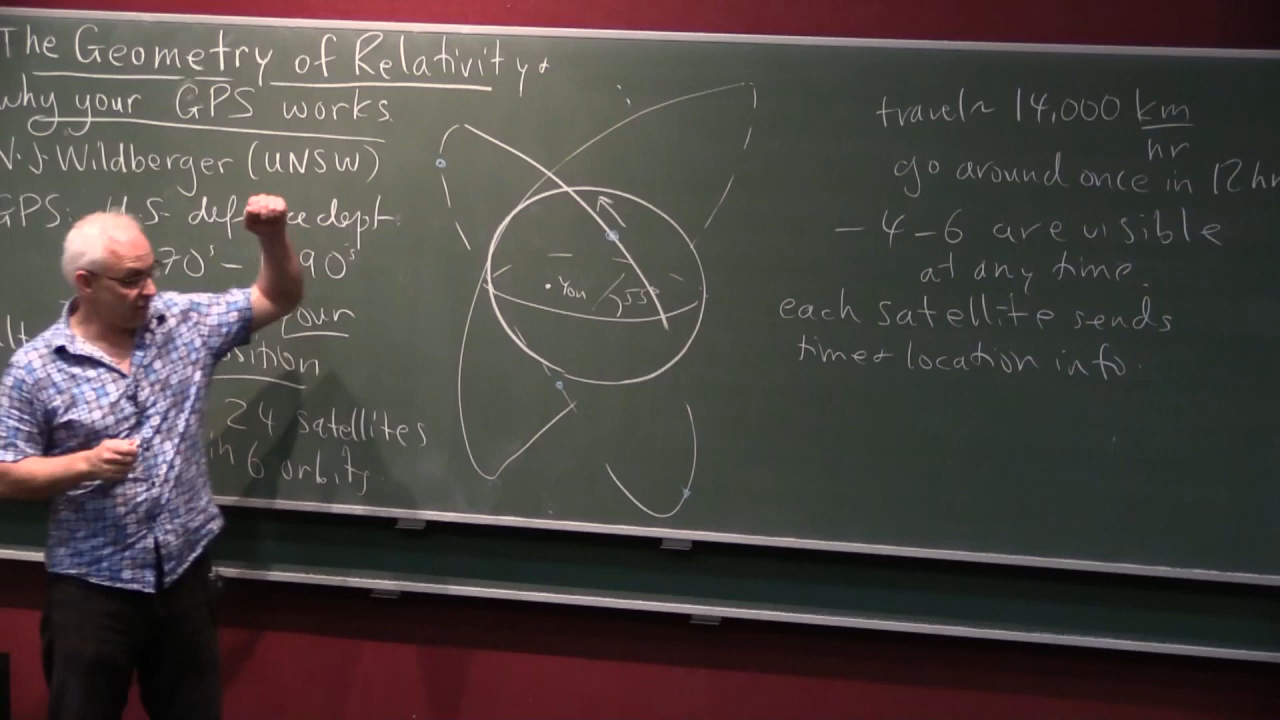 The Geometry of Relativity &
why your GPS works
N.J. Wildberger (UNSW)
GPS: U.S. defence dept.
70's - 90's
your
position
24 satellites
in 6 orbits.
• You
55°
travel ~ 14,000 km/hr
go around once in 12 hr
- 4-6 are visible
at any time.
each satellite sends
time & location info.